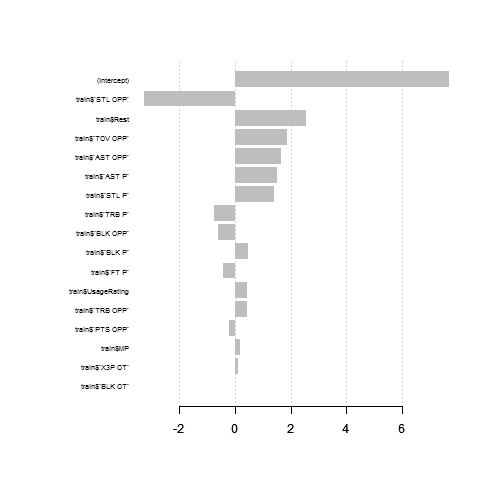 (Intercept)
train$`STL OPP`
train$Rest
train$`TOV OPP`
train$`AST OPP`
train$`AST P`
train$`STL P`
train$`TRB P`
train$`BLK OPP`
train$`BLK P`
train$`FT P`
train$UsageRating
train$`TRB OPP`
train$`PTS OPP`
train$MP
train$`X3P OT`
train$`BLK OT`
-2 0 2 4 6